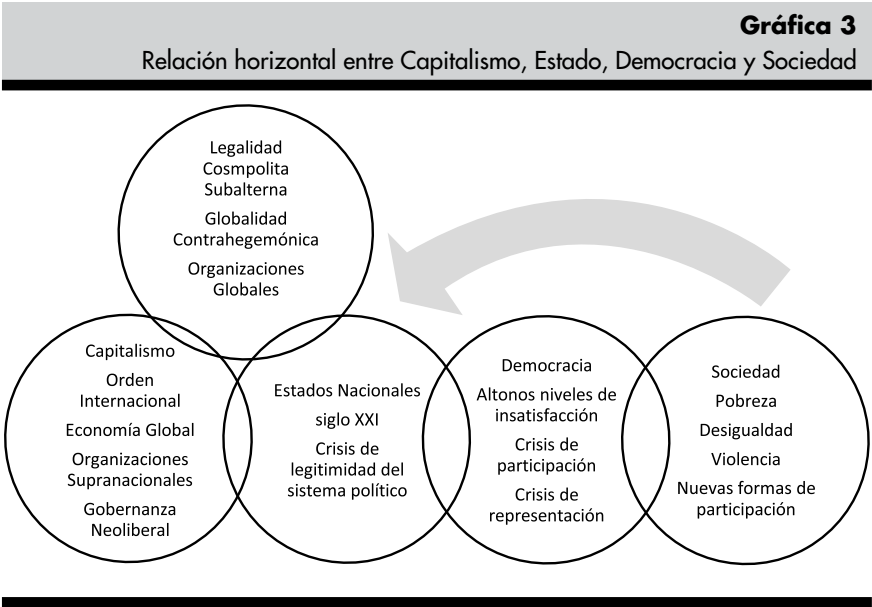 Gráfica 3
Relación horizontal entre Capitalismo, Estado, Democracia y Sociedad
Legalidad
Cosmpolita
Subalterna
Globalidad
Contrahegemónica
Organizaciones
Globales
Capitalismo
Orden
Internacional
Economía Global
Organizaciones
Supranacionales
Gobernanza
Neoliberal
Estados Nacionales
siglo XXI
Crisis de
legitimidad del
sistema político
Democracia
Altonos niveles de
insatisfacción
Crisis de
participación
Crisis de
representación
Sociedad
Pobreza
Desigualdad
Violencia
Nuevas formas de
participación